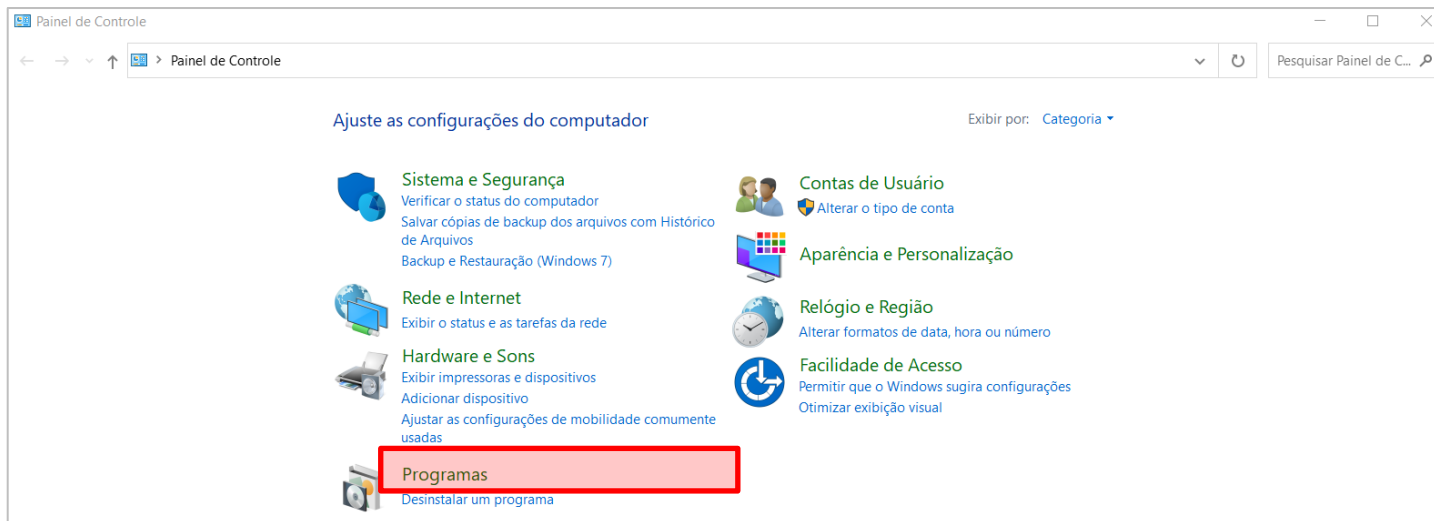 Painel de Controle
Painel de Controle
Pesquisar Painel de C...
Ajuste as configurações do computador
Exibir por: Categoria
Sistema e Segurança
Verificar o status do computador
Salvar cópias de backup dos arquivos com Histórico
de Arquivos
Backup e Restauração (Windows 7)
Rede e Internet
Exibir o status e as tarefas da rede
Hardware e Sons
Exibir impressoras e dispositivos
Adicionar dispositivo
Ajustar as configurações de mobilidade comumente
usadas
Programas
Desinstalar um programa
Contas de Usuário
Alterar o tipo de conta
Aparência e Personalização
Relógio e Região
Alterar formatos de data, hora ou número
Facilidade de Acesso
Permitir que o Windows sugira configurações
Otimizar exibição visual